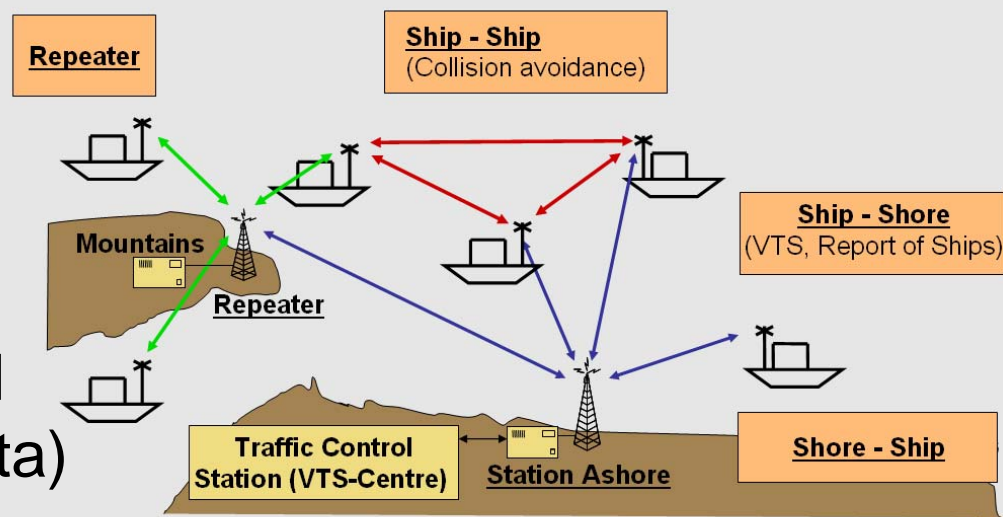 Repeater
Ship - Ship
(Collision avoidance)
Mountains
Repeater
Ship - Shore
(VTS, Report of Ships)
ta)
Traffic Control
Station (VTS-Centre)
Station Ashore
Shore - Ship